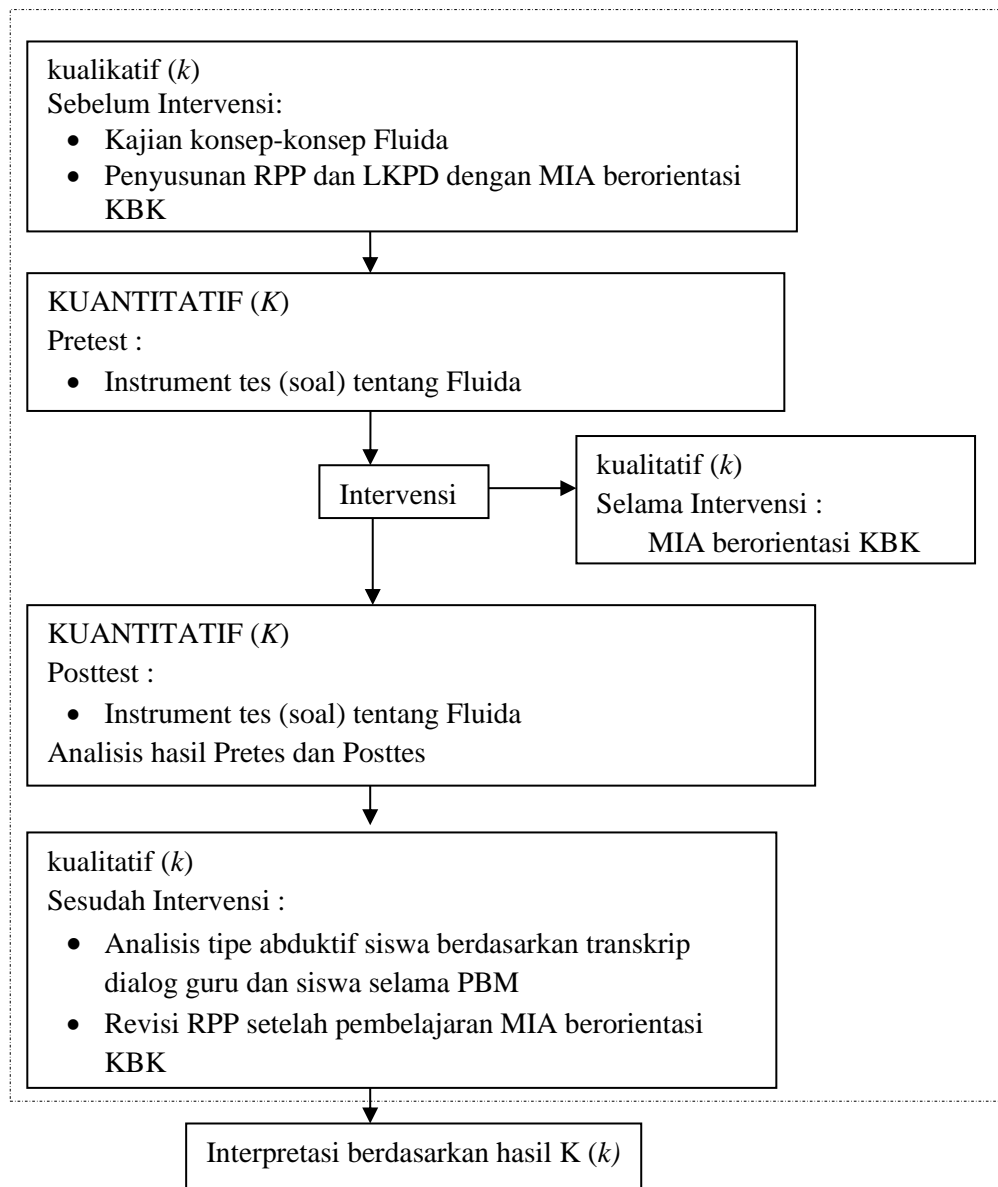 kualikatif (k)
Sebelum Intervensi:
• Kajian konsep-konsep Fluida
• Penyusunan RPP dan LKPD dengan MIA berorientasi
KBK
KUANTITATIF (K)
Pretest :
• Instrument tes (soal) tentang Fluida
Intervensi
kualitatif (k)
Selama Intervensi :
MIA berorientasi KBK
KUANTITATIF (K)
Posttest :
• Instrument tes (soal) tentang Fluida
Analisis hasil Pretes dan Posttes
kualitatif (k)
Sesudah Intervensi :
• Analisis tipe abduktif siswa berdasarkan transkrip
dialog guru dan siswa selama PBM
• Revisi RPP setelah pembelajaran MIA berorientasi
KBK
Interpretasi berdasarkan hasil K (k)